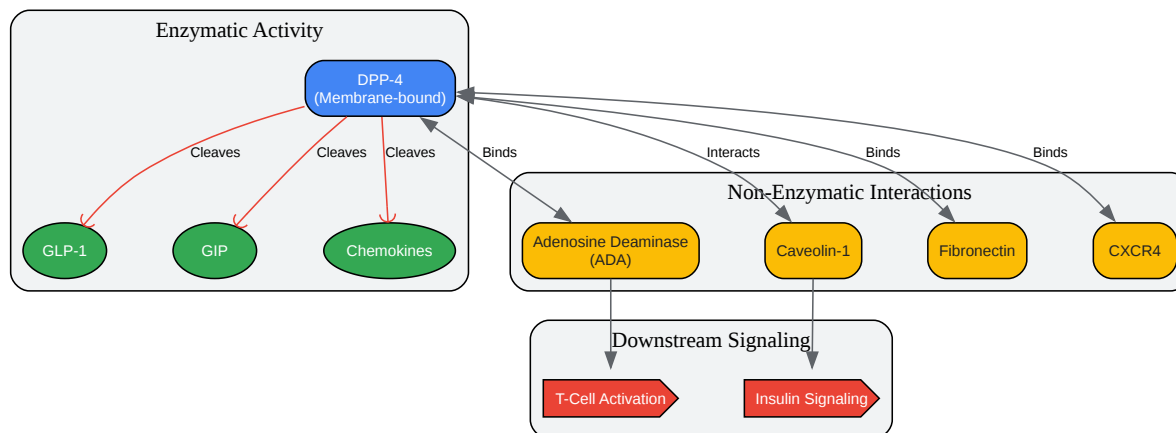 Enzymatic Activity
DPP-4
(Membrane-bound)
Cleaves
Cleaves
Cleaves
Binds
Interacts
Binds
Binds
Non-Enzymatic Interactions
GLP-1
GIP
Chemokines
Adenosine Deaminase
(ADA)
Caveolin-1
Fibronectin
CXCR4
Downstream Signaling
T-Cell Activation
Insulin Signaling